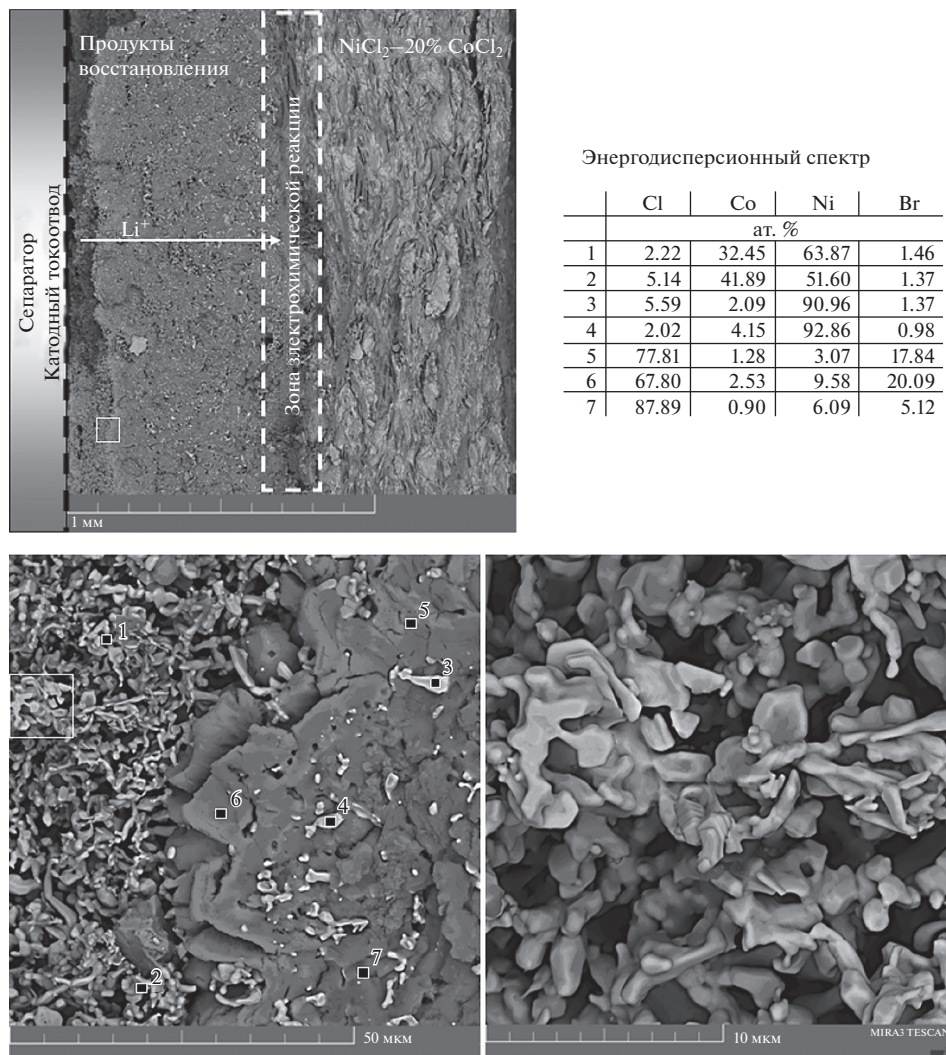 Продукты
восстановления
NiCl₂–20% CoCl₂
Сепаратор
Катодный токоотвод
Li⁺
Зона электрохимической реакции
1 мм
Энергодисперсионный спектр
Cl Co Ni Br
ат. %
1 2.22 32.45 63.87 1.46
2 5.14 41.89 51.60 1.37
3 5.59 2.09 90.96 1.37
4 2.02 4.15 92.86 0.98
5 77.81 1.28 3.07 17.84
6 67.80 2.53 9.58 20.09
7 87.89 0.90 6.09 5.12
1
5
3
6
4
7
2
50 мкм
10 мкм
MIRA3 TESCAN